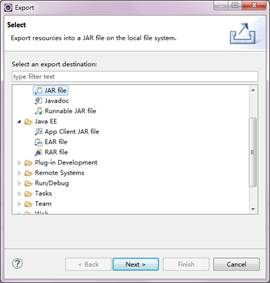 Export
Select
Export resources into a JAR file on the local file system.
Select an export destination:
type filter text
JAR file
Javadoc
Runnable JAR file
Java EE
App Client JAR file
EAR file
RAR file
Plug-in Development
Remote Systems
Run/Debug
Tasks
Team
Web
?
< Back
Next >
Finish
Cancel